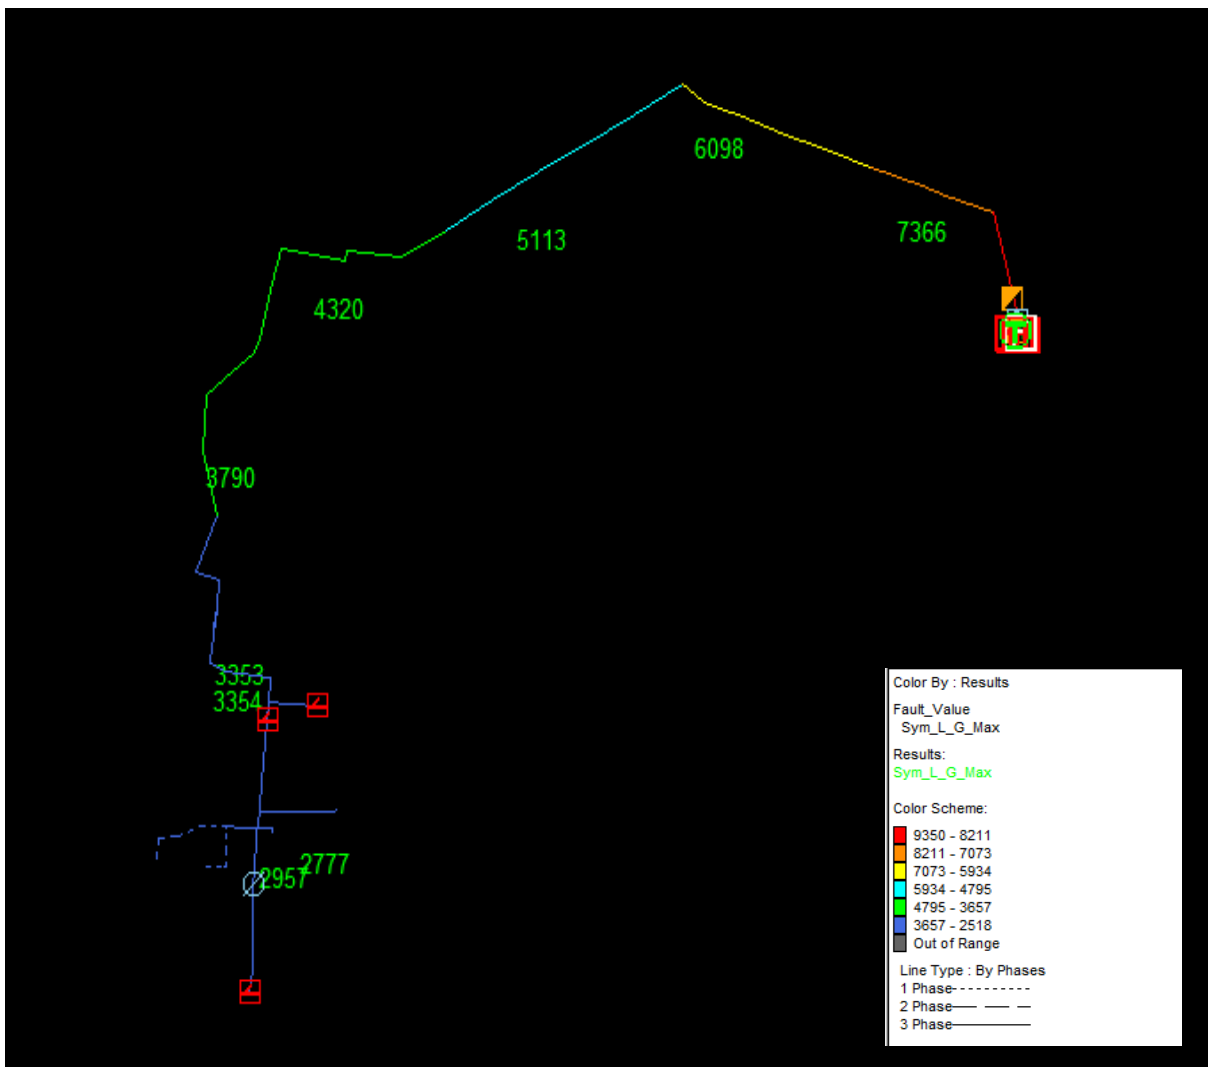 6098
7366
5113
4320
3790
3353
3354
2777
2957
Color By : Results
Fault_Value
Sym_L_G_Max
Results:
Sym_L_G_Max
Color Scheme:
9350 - 8211
8211 - 7073
7073 - 5934
5934 - 4795
4795 - 3657
3657 - 2518
Out of Range
Line Type : By Phases
1 Phase
2 Phase
3 Phase